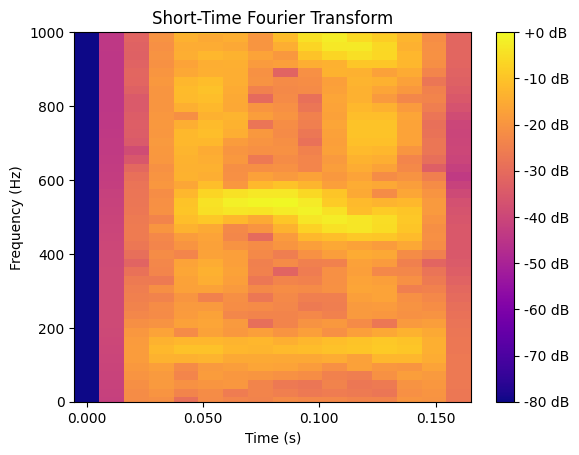 Short-Time Fourier Transform
Frequency (Hz)
1000
800
600
400
200
0
0.000
0.050
0.100
0.150
Time (s)
+0 dB
-10 dB
-20 dB
-30 dB
-40 dB
-50 dB
-60 dB
-70 dB
-80 dB